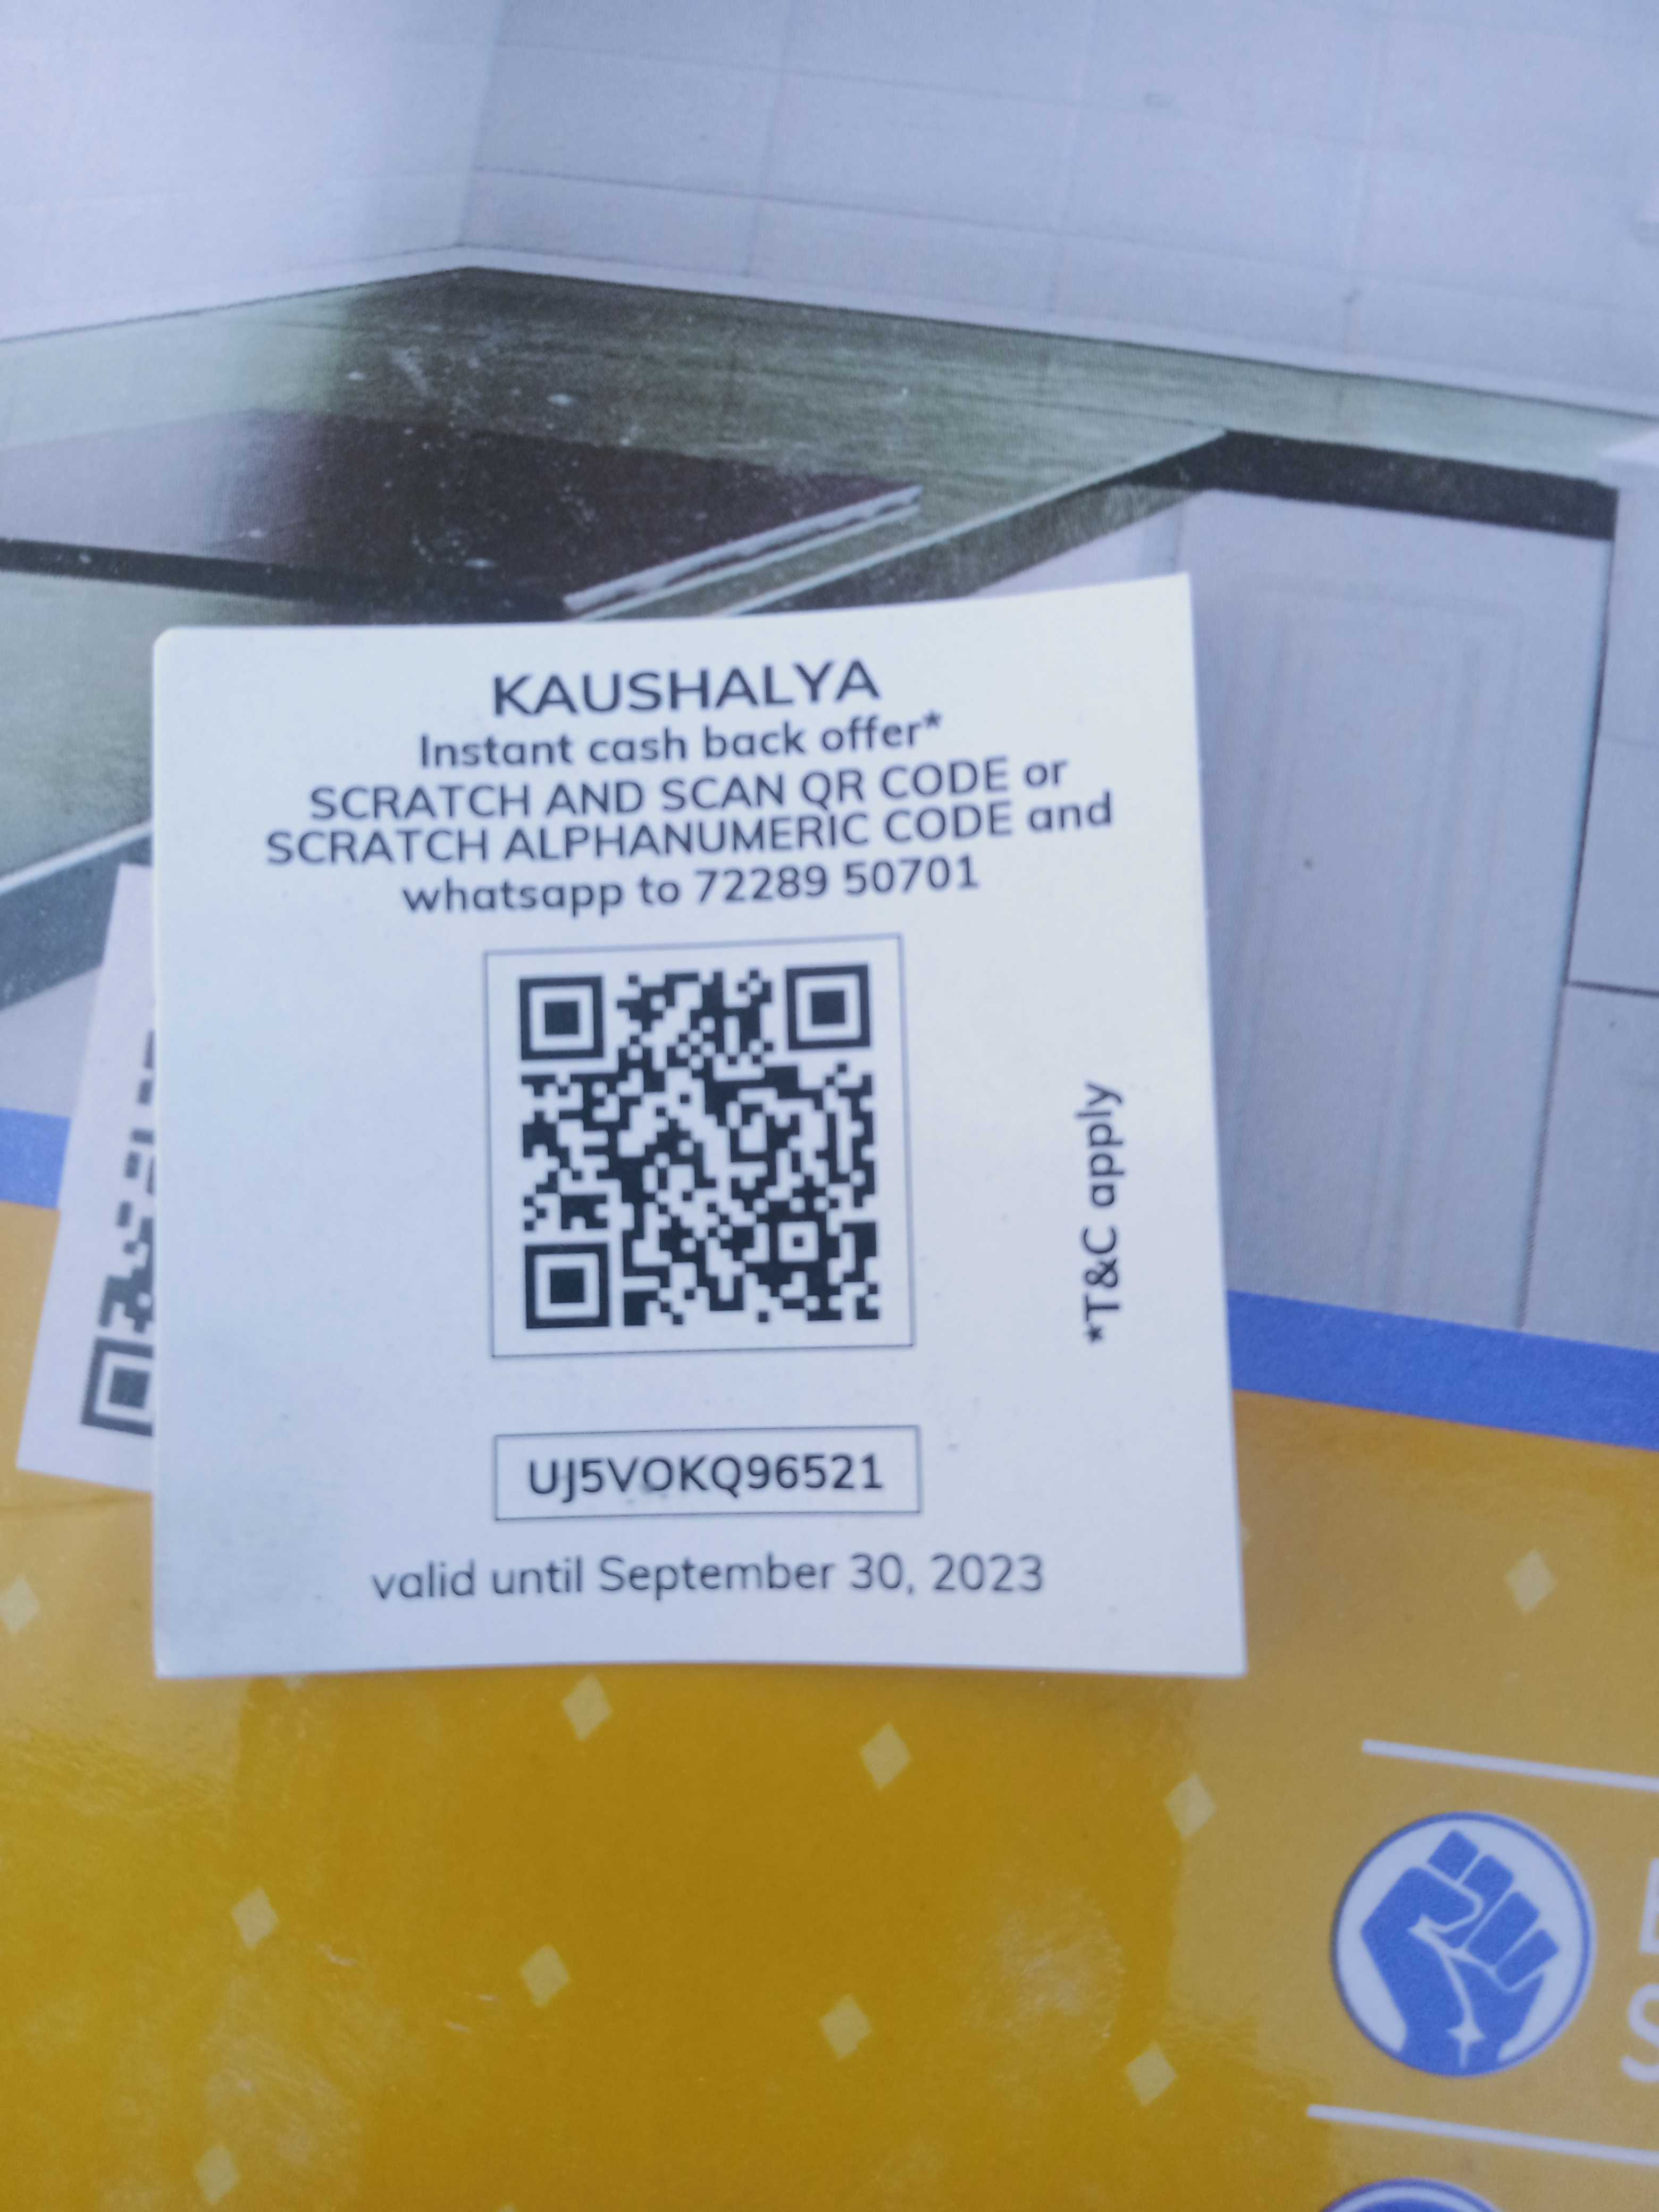 KAUSHALYA
Instant cash back offer*
SCRATCH AND SCAN QR CODE or
SCRATCH ALPHANUMERIC CODE and
whatsapp to 72289 50701
*T&C apply
UJ5VOKQ96521
valid until September 30, 2023